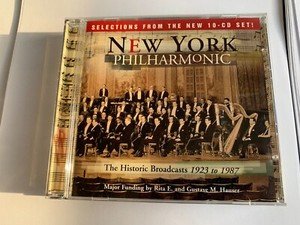 SELECTIONS FROM THE NEW 10-CD SET!
NEW YORK
PHILHARMONIC
The Historic Broadcasts 1923 to 1987
Major Funding by Rita E. and Gustave M. Hauser